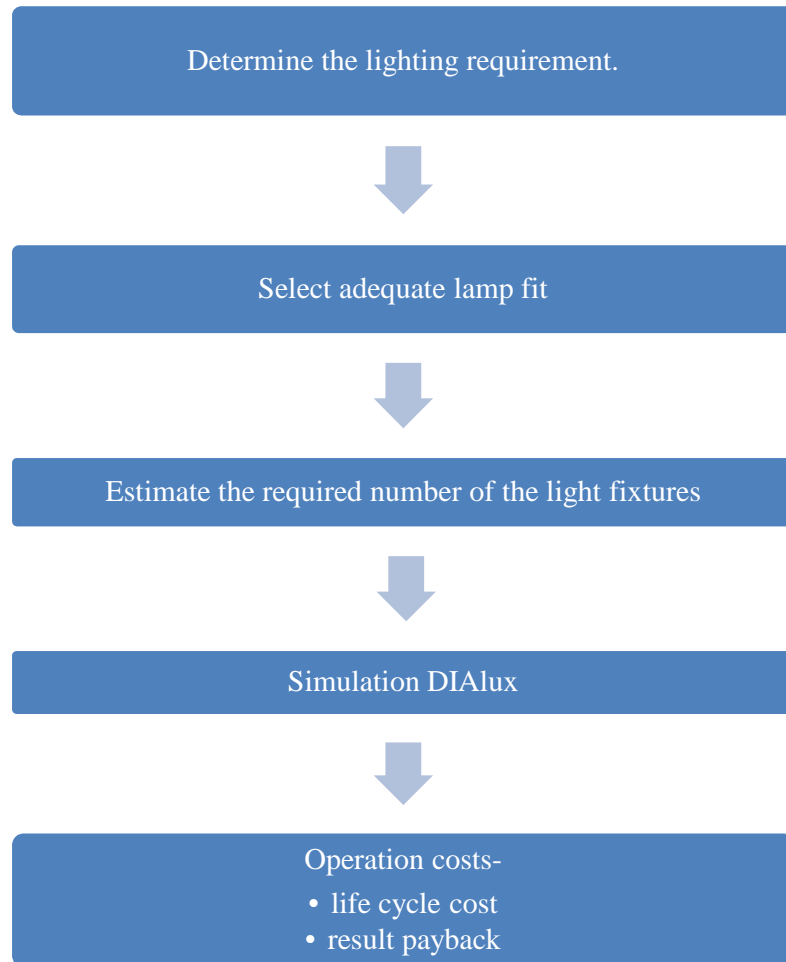 Determine the lighting requirement.
Select adequate lamp fit
Estimate the required number of the light fixtures
Simulation DIAlux
Operation costs-
• life cycle cost
• result payback